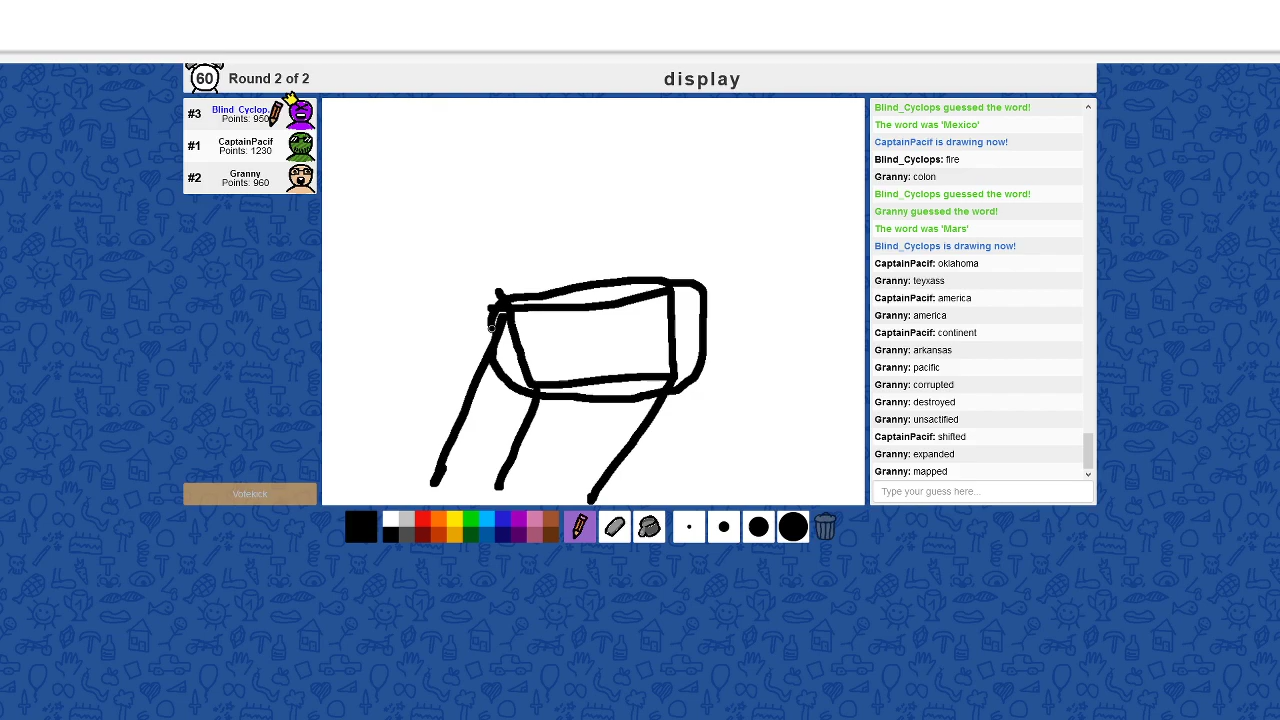 60
Round 2 of 2
display
#3
Blind_Cyclop.
Points: 950
#1
CaptainPacif
Points: 1230
#2
Granny
Points: 960
Votekick
Blind_Cyclops guessed the word!
The word was 'Mexico'
CaptainPacif is drawing now!
Blind_Cyclops: fire
Granny: colon
Blind_Cyclops guessed the word!
Granny guessed the word!
The word was 'Mars'
Blind_Cyclops is drawing now!
CaptainPacif: oklahoma
Granny: teyxass
CaptainPacif: america
Granny: america
CaptainPacif: continent
Granny: arkansas
Granny: pacific
Granny: corrupted
Granny: destroyed
Granny: unsactified
CaptainPacif: shifted
Granny: expanded
Granny: mapped
Type your guess here...